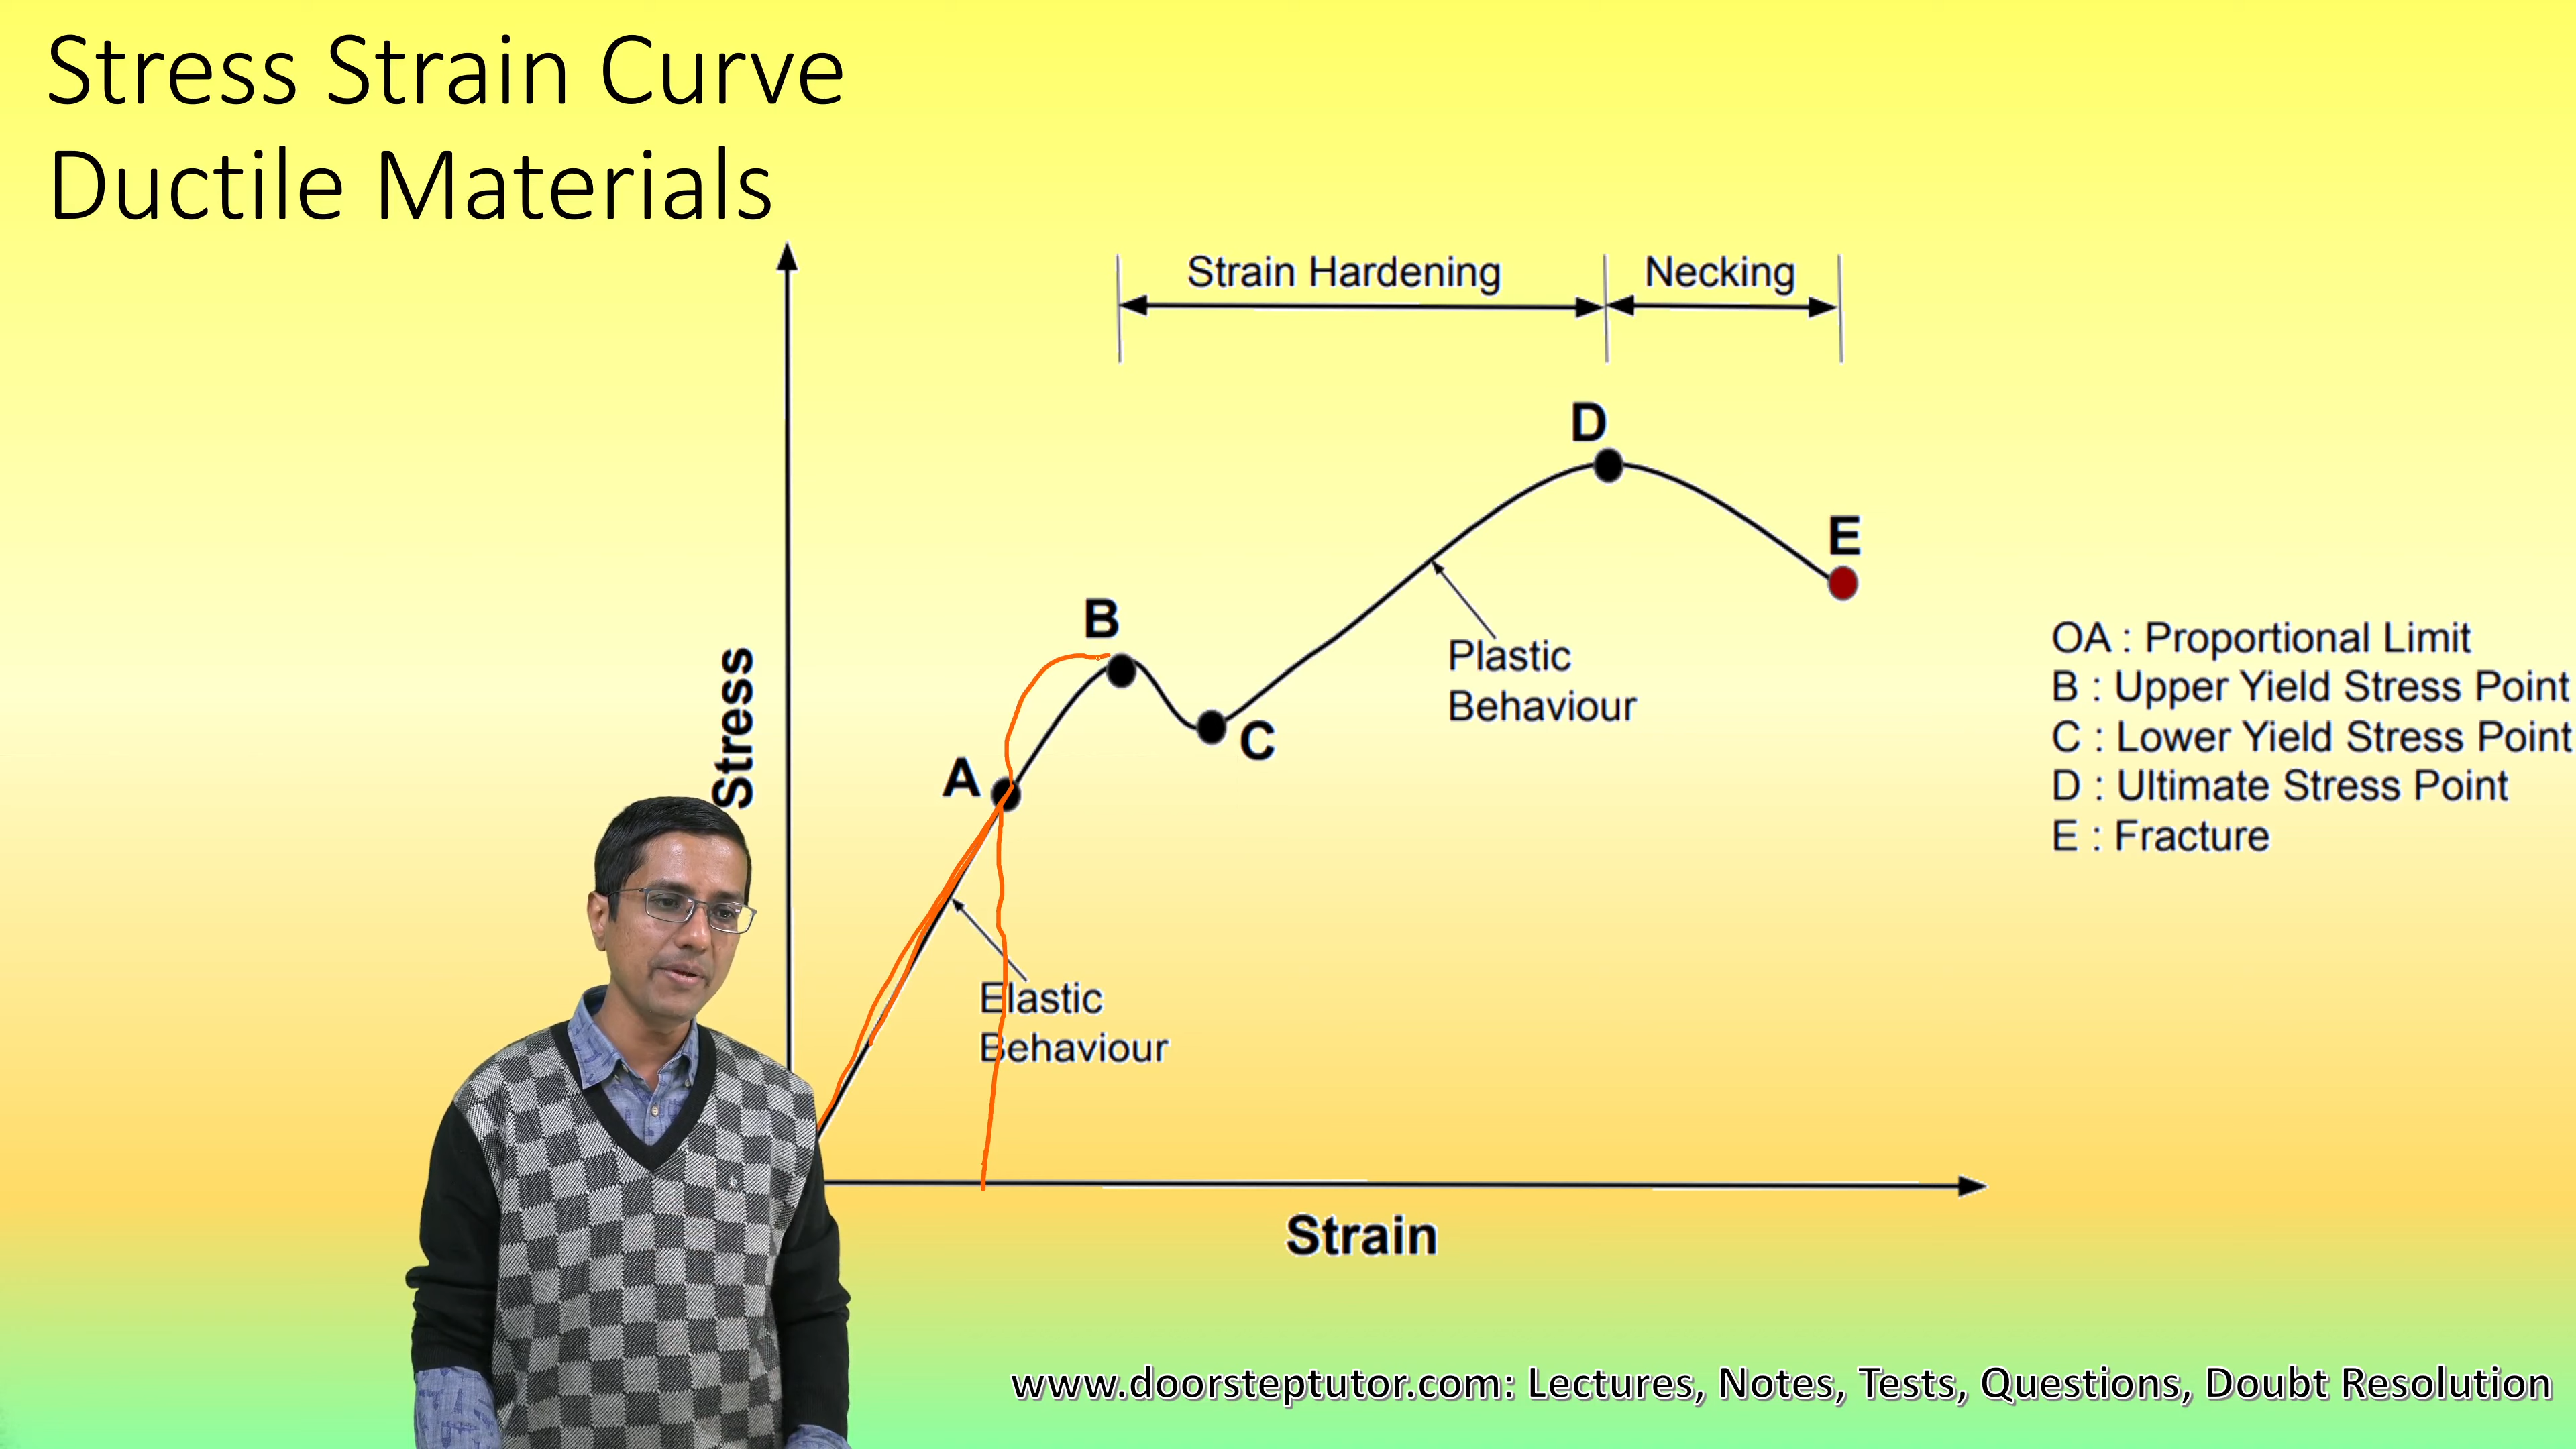 Stress Strain Curve
Ductile Materials
Strain Hardening
Necking
D
E
B
Plastic
Behaviour
C
A
Stress
Elastic
Behaviour
OA : Proportional Limit
B : Upper Yield Stress Point
C : Lower Yield Stress Point
D : Ultimate Stress Point
E : Fracture
Strain
www.doorsteptutor.com: Lectures, Notes, Tests, Questions, Doubt Resolution